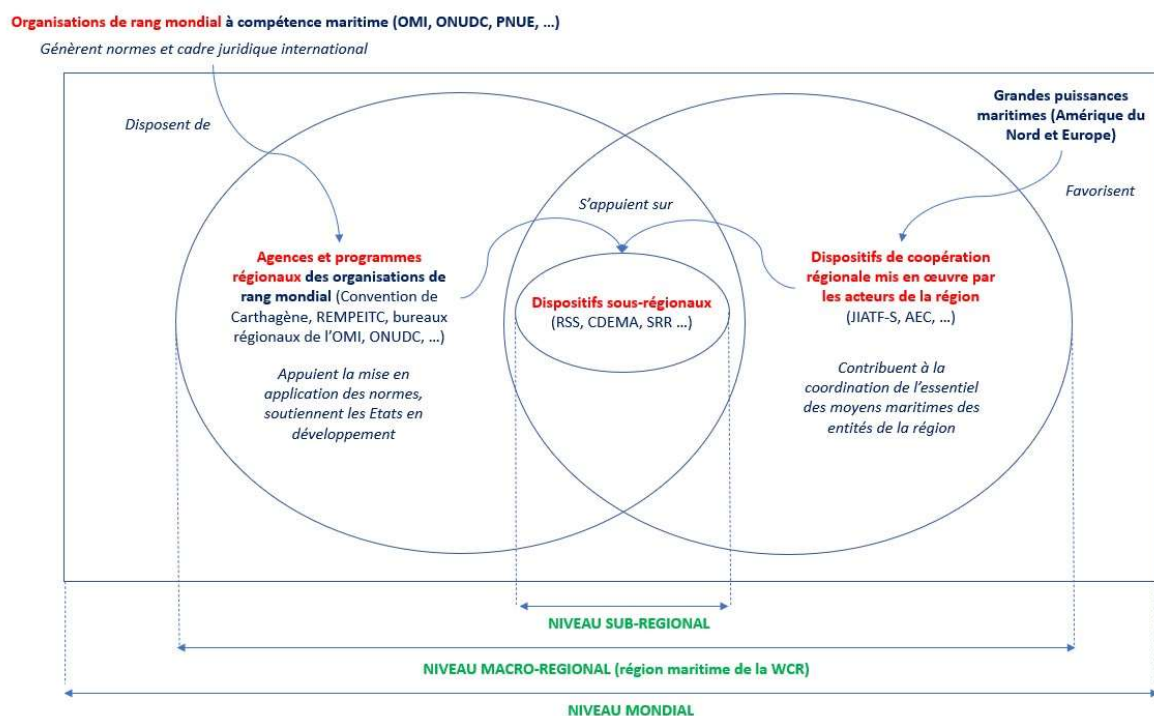 Organisations de rang mondial à compétence maritime (OMI, ONUDC, PNUE, …)
Génèrent normes et cadre juridique international
Disposent de
Grandes puissances
maritimes (Amérique du
Nord et Europe)
Favorisent
S’appuient sur
Agences et programmes
régionaux des organisations de
rang mondial (Convention de
Carthagène, REMPEITC, bureaux
régionaux de l’OMI, ONUDC, …)
Appuient la mise en
application des normes,
soutiennent les Etats en
développement
Dispositifs sous-régionaux
(RSS, CDEMA, SRR …)
Dispositifs de coopération
régionale mis en œuvre par
les acteurs de la région
(JIATF-S, AEC, …)
Contribuent à la
coordination de l’essentiel
des moyens maritimes des
entités de la région
NIVEAU SUB-REGIONAL
NIVEAU MACRO-REGIONAL (région maritime de la WCR)
NIVEAU MONDIAL